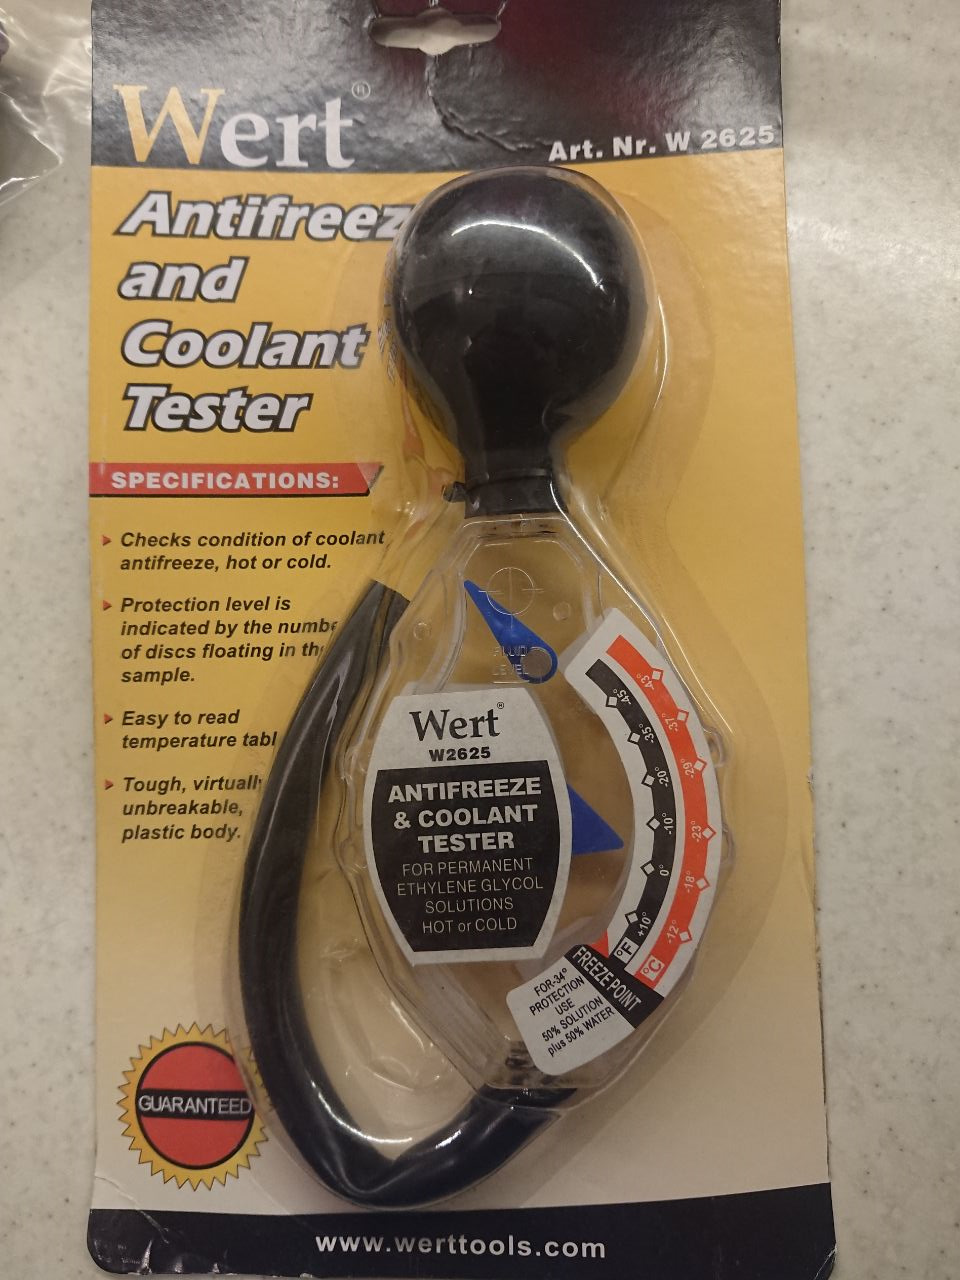 Wert®
Art. Nr. W 2625
Antifreez
and
Coolant
Tester
SPECIFICATIONS:
Checks condition of coolant
antifreeze, hot or cold.
Protection level is
indicated by the numbe
of discs floating in th
sample.
Easy to read
temperature tabl
Tough, virtually
unbreakable,
plastic body.
FLUID
LEVEL
Wert®
W2625
ANTIFREEZE
& COOLANT
TESTER
FOR PERMANENT
ETHYLENE GLYCOL
SOLUTIONS
HOT or COLD
-45° -35° -20° -10° 0° +10° °F
-43° -37° -29° -23° -18° -12° °C
FREEZE POINT
FOR-34°
PROTECTION
USE
50% SOLUTION
plus 50% WATER
GUARANTEED
www.werttools.com